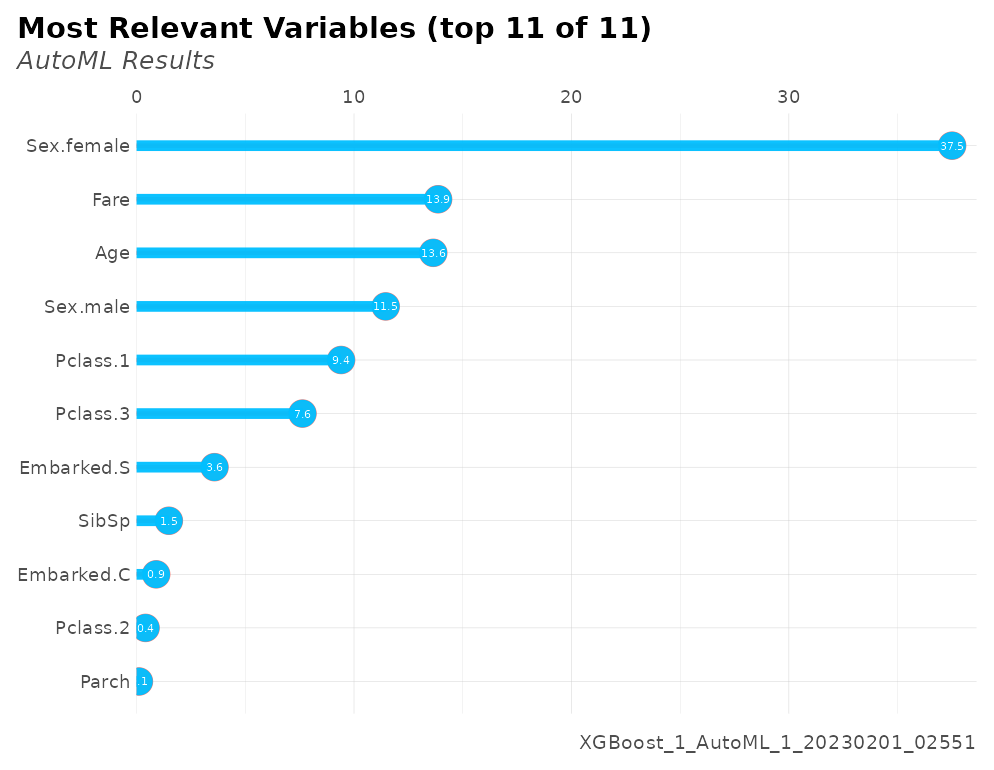 Most Relevant Variables (top 11 of 11)
AutoML Results
0 10 20 30
Sex.female 37.5
Fare 13.9
Age 13.6
Sex.male 11.5
Pclass.1 9.4
Pclass.3 7.6
Embarked.S 3.6
SibSp 1.5
Embarked.C 0.9
Pclass.2 0.4
Parch .1
XGBoost_1_AutoML_1_20230201_02551